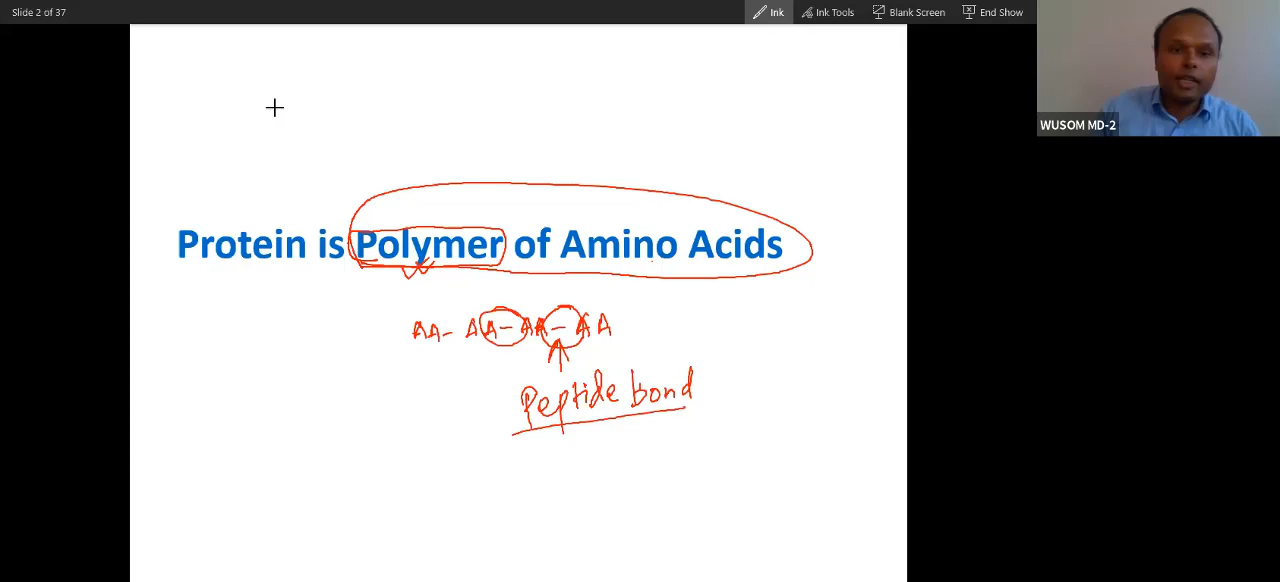 Slide 2 of 37
Ink Ink Tools Blank Screen End Show
WUSOM MD-2
Protein is Polymer of Amino Acids
AA - AA - AA - AA
Peptide bond